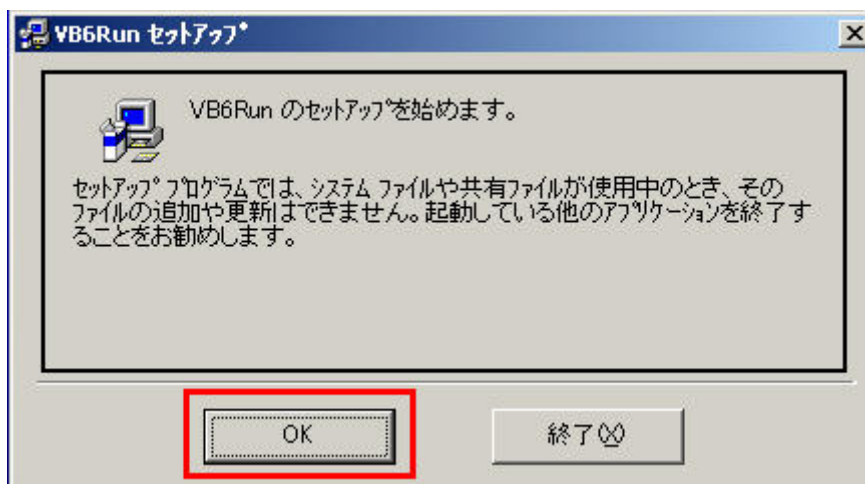 VB6Run セットアップ
VB6Run のセットアップを始めます。
セットアップ プログラムでは、システム ファイルや共有ファイルが使用中のとき、その
ファイルの追加や更新はできません。起動している他のアプリケーションを終了す
ることをお勧めします。
OK
終了(X)